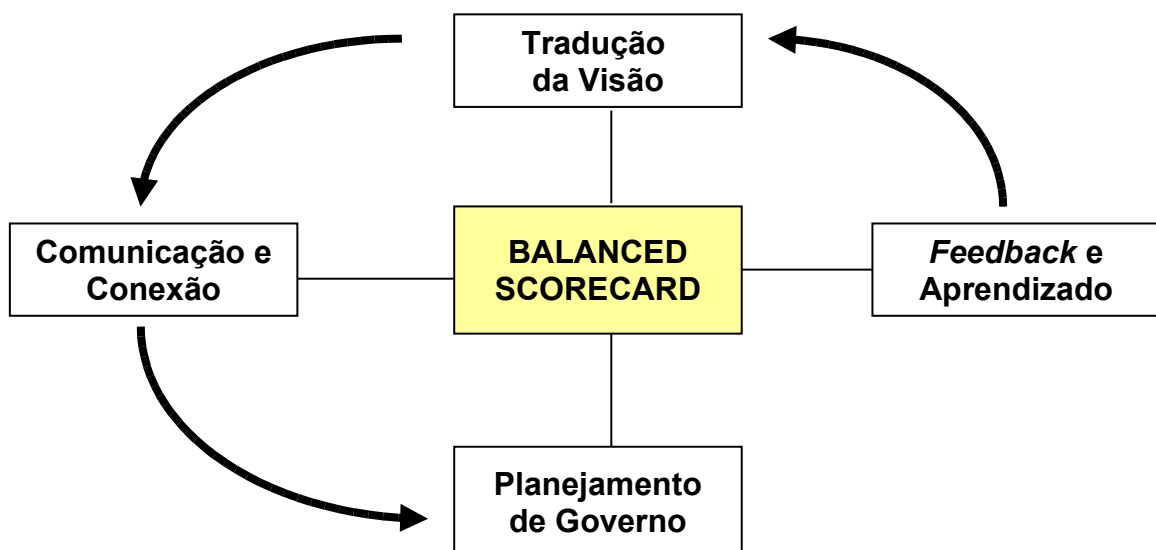 Tradução
da Visão
Comunicação e
Conexão
BALANCED
SCORECARD
Feedback e
Aprendizado
Planejamento
de Governo